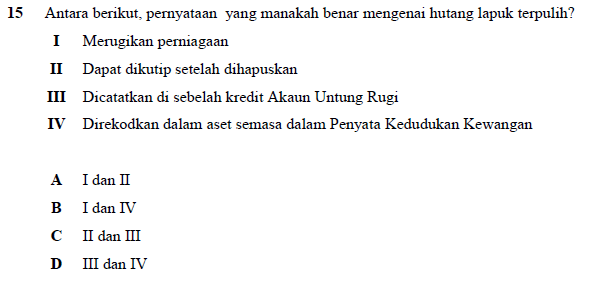 15 Antara berikut, pernyataan yang manakah benar mengenai hutang lapuk terpulih?
I Merugikan perniagaan
II Dapat dikutip setelah dihapuskan
III Dicatatkan di sebelah kredit Akaun Untung Rugi
IV Direkodkan dalam aset semasa dalam Penyata Kedudukan Kewangan
A I dan II
B I dan IV
C II dan III
D III dan IV